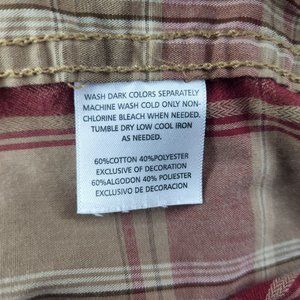 WASH DARK COLORS SEPARATELY
MACHINE WASH COLD ONLY NON-
CHLORINE BLEACH WHEN NEEDED.
TUMBLE DRY LOW COOL IRON
AS NEEDED.
60%COTTON 40%POLYESTER
EXCLUSIVE OF DECORATION
60%ALGODON 40% POLIESTER
EXCLUSIVO DE DECORACION